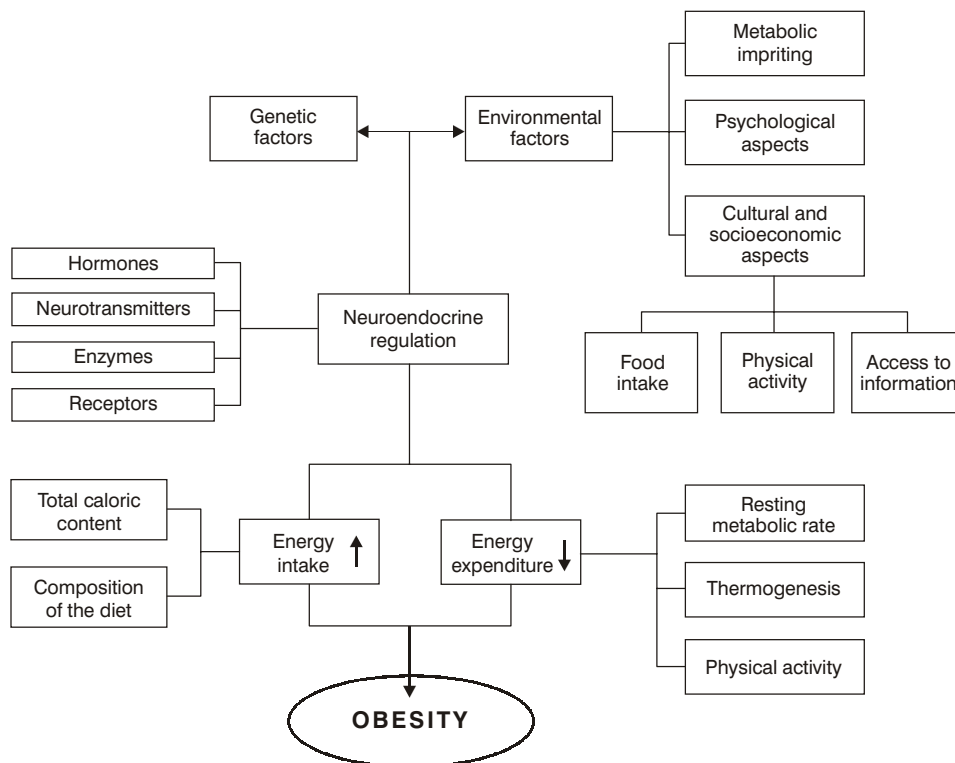 Metabolic
impriting
Genetic
factors
Environmental
factors
Psychological
aspects
Cultural and
socioeconomic
aspects
Hormones
Neurotransmitters
Enzymes
Receptors
Neuroendocrine
regulation
Food
intake
Physical
activity
Access to
information
Total caloric
content
Composition
of the diet
Energy
intake
Energy
expenditure
Resting
metabolic rate
Thermogenesis
Physical activity
OBESITY